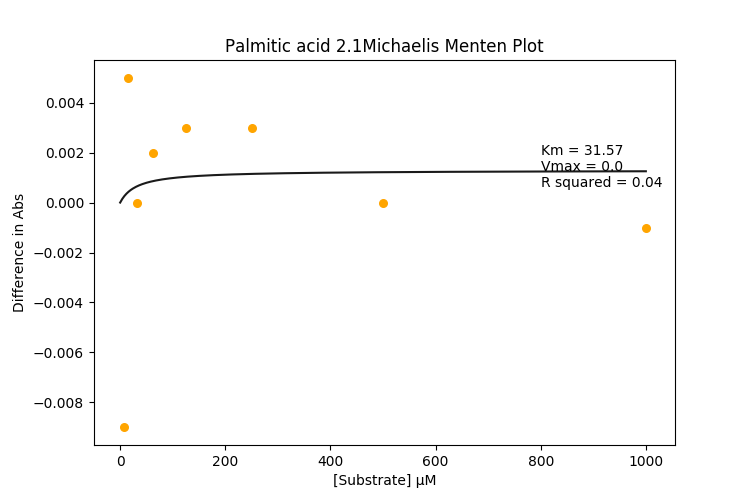 Palmitic acid 2.1Michaelis Menten Plot
Difference in Abs
0.004
0.002
0.000
−0.002
−0.004
−0.006
−0.008
Km = 31.57
Vmax = 0.0
R squared = 0.04
0 200 400 600 800 1000
[Substrate] μM